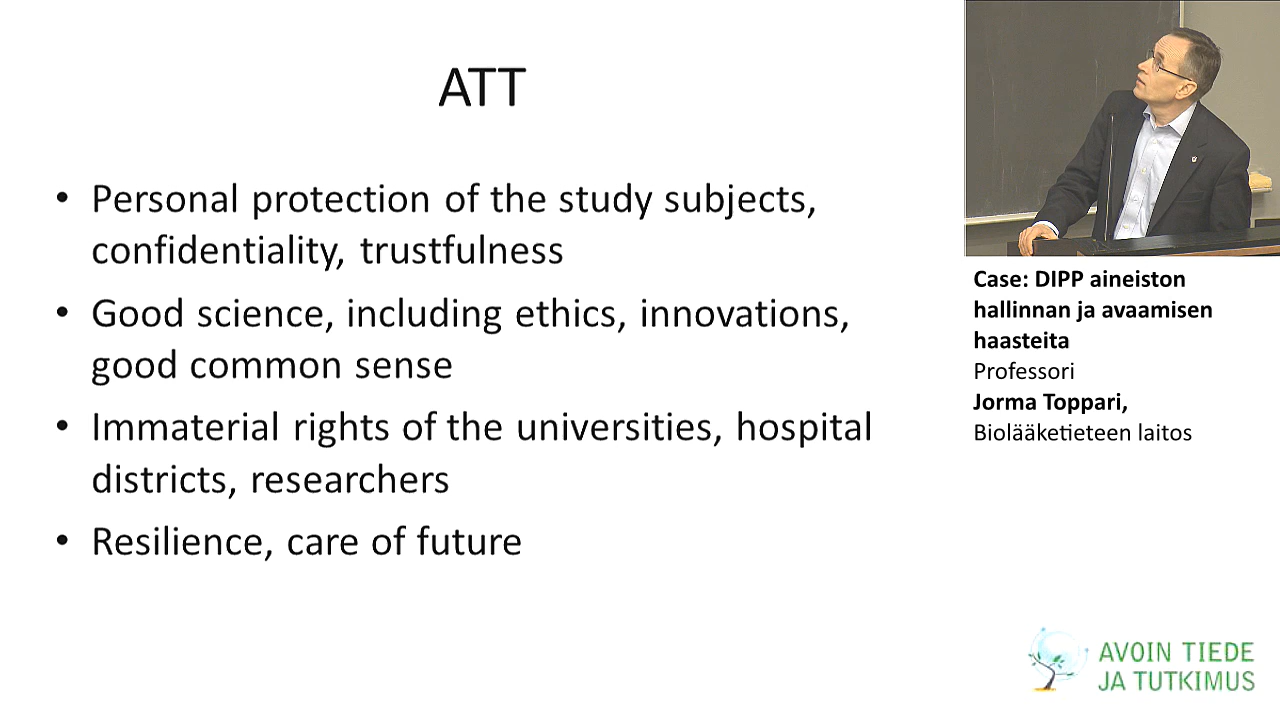 ATT
• Personal protection of the study subjects,
confidentiality, trustfulness
• Good science, including ethics, innovations,
good common sense
• Immaterial rights of the universities, hospital
districts, researchers
• Resilience, care of future
Case: DIPP aineiston
hallinnan ja avaamisen
haasteita
Professori
Jorma Toppari,
Biolääketieteen laitos
AVOIN TIEDE
JA TUTKIMUS